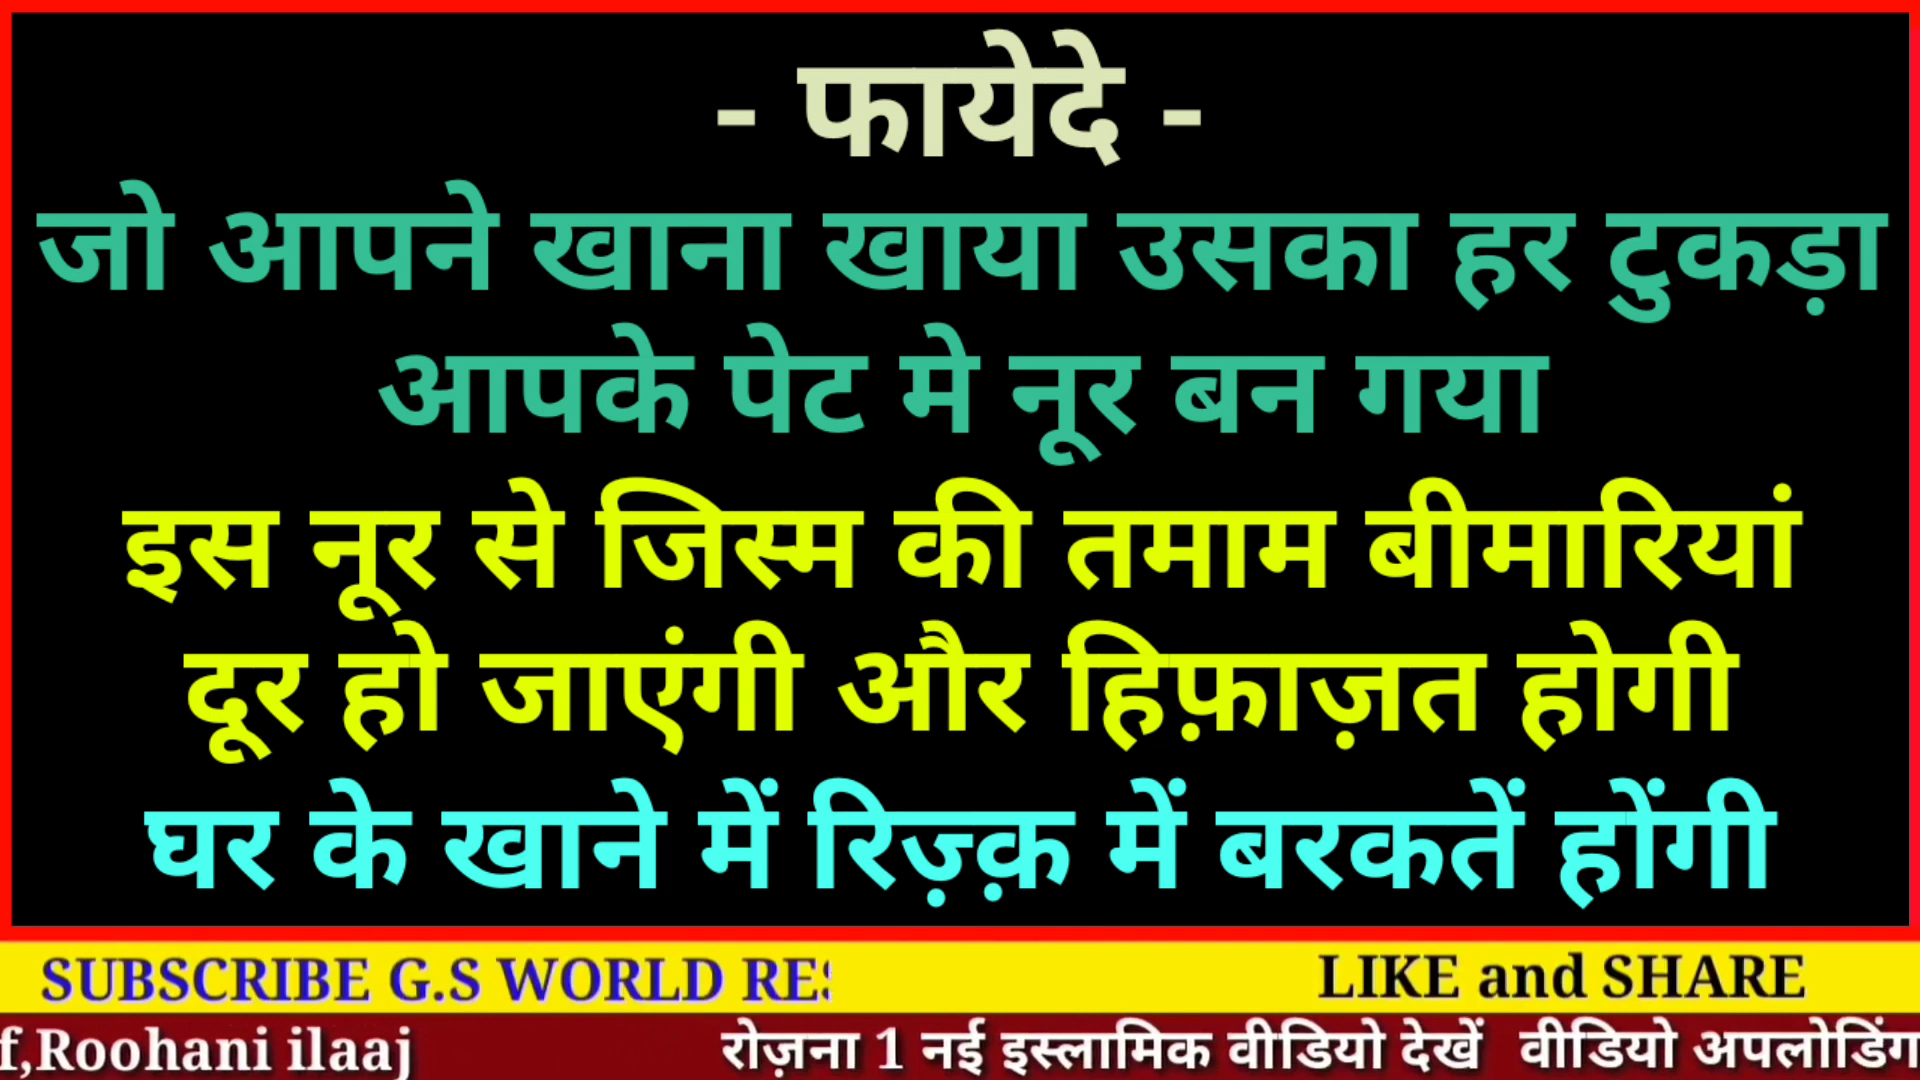 - फायेदे -
जो आपने खाना खाया उसका हर टुकड़ा
आपके पेट मे नूर बन गया
इस नूर से जिस्म की तमाम बीमारियां
दूर हो जाएंगी और हिफ़ाज़त होगी
घर के खाने में रिज़्क़ में बरकतें होंगी
SUBSCRIBE G.S WORLD LIKE and SHARE
f,Roohani ilaaj रोज़ना 1 नई इस्लामिक वीडियो देखें वीडियो अपलोडिंग